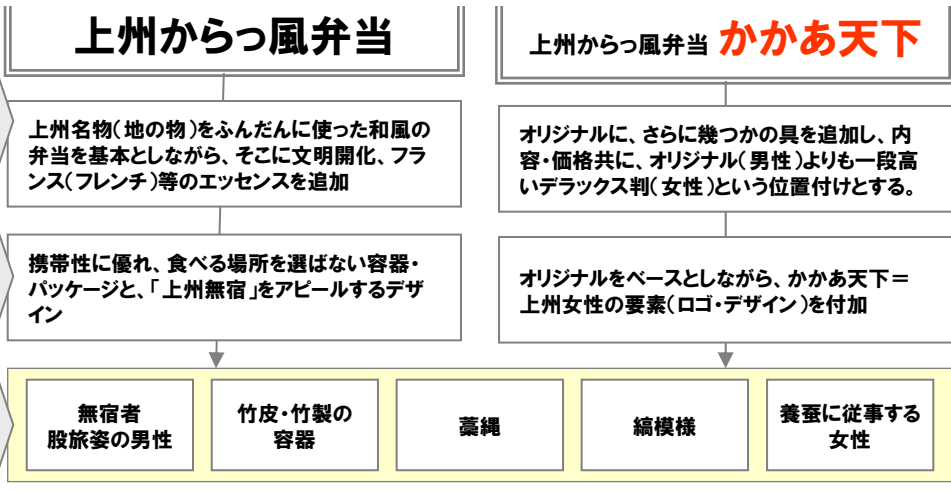 上州からっ風弁当
上州名物(地の物)をふんだんに使った和風の
弁当を基本としながら、そこに文明開化、フラ
ンス(フレンチ)等のエッセンスを追加
携帯性に優れ、食べる場所を選ばない容器・
パッケージと、「上州無宿」をアピールするデザ
イン
上州からっ風弁当 かかあ天下
オリジナルに、さらに幾つかの具を追加し、内
容・価格共に、オリジナル(男性)よりも一段高
いデラックス判(女性)という位置付けとする。
オリジナルをベースとしながら、かかあ天下=
上州女性の要素(ロゴ・デザイン)を付加
無宿者
股旅姿の男性
竹皮・竹製の
容器
藁縄
縞模様
養蚕に従事する
女性